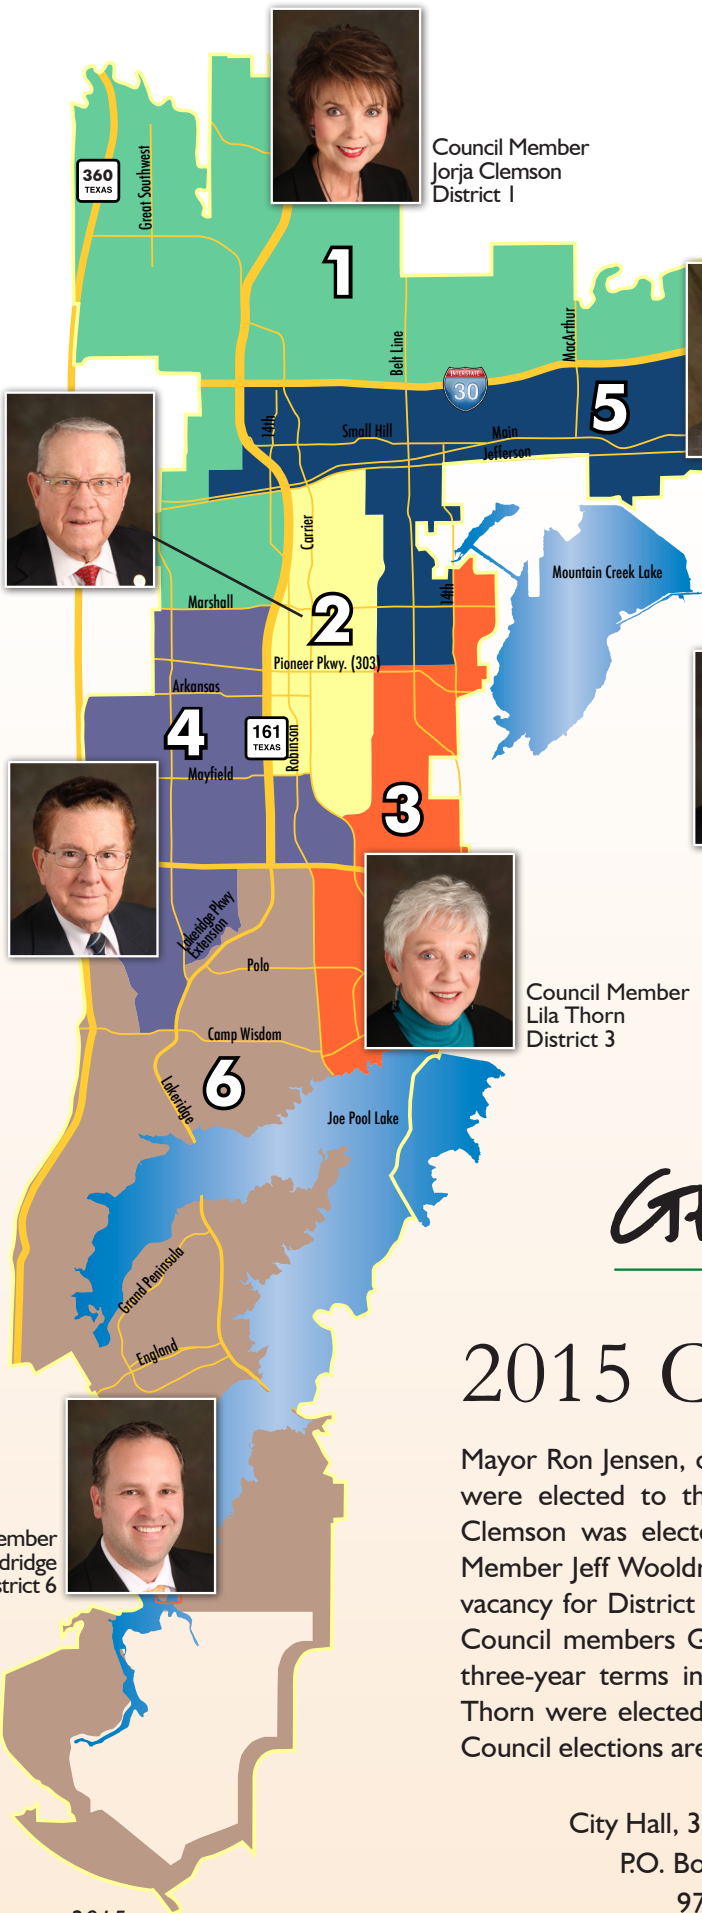 Council Member
Jorja Clemson
District 1
360
TEXAS
Great Southwest
1
Belt Line
MacArthur
INTERSTATE
30
5
14th
Small Hill
Main
Jefferson
Carrier
Mountain Creek Lake
14th
Marshall
2
Pioneer Pkwy. (303)
Arkansas
4
161
TEXAS
Robinson
Mayfield
3
Lakeridge Pkwy
Extension
Polo
Council Member
Lila Thorn
District 3
Camp Wisdom
6
Lakeridge
Joe Pool Lake
Grand Peninsula
England
2015
Mayor Ron Jensen,
were elected to
Clemson was
Member Jeff
vacancy for District
Council members
three-year terms in
Thorn were elected
Council elections are
ember
dridge
strict 6
City Hall, 3
P.O.
97